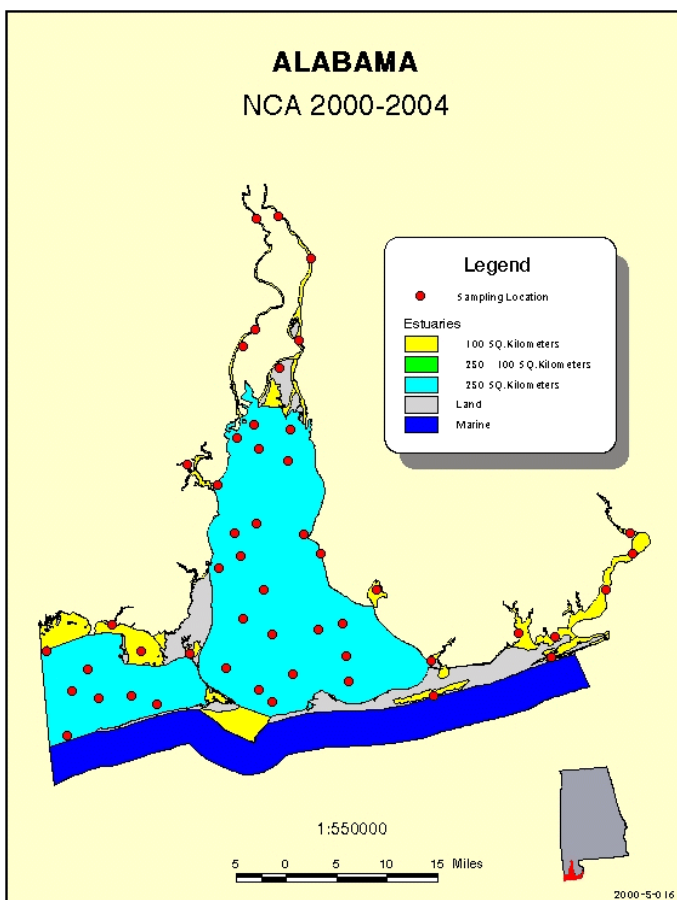 ALABAMA
NCA 2000-2004
Legend
Sampling Location
Estuaries
100 SQ.Kilometers
250 100 SQ.Kilometers
250 SQ.Kilometers
Land
Marine
1:550000
5 0 5 10 15 Miles
2000-5-016